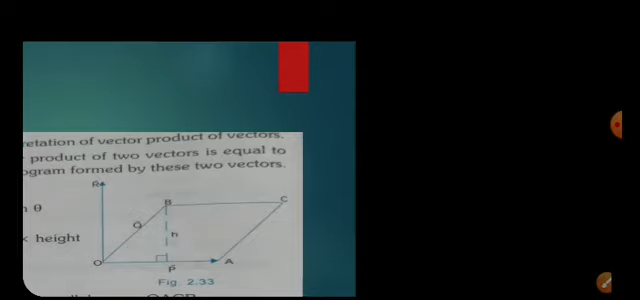 retation of vector product of vectors.
product of two vectors is equal to
ogram formed by these two vectors.
R
B
C
n θ
Q
h
height
O
P
A
Fig. 2.33